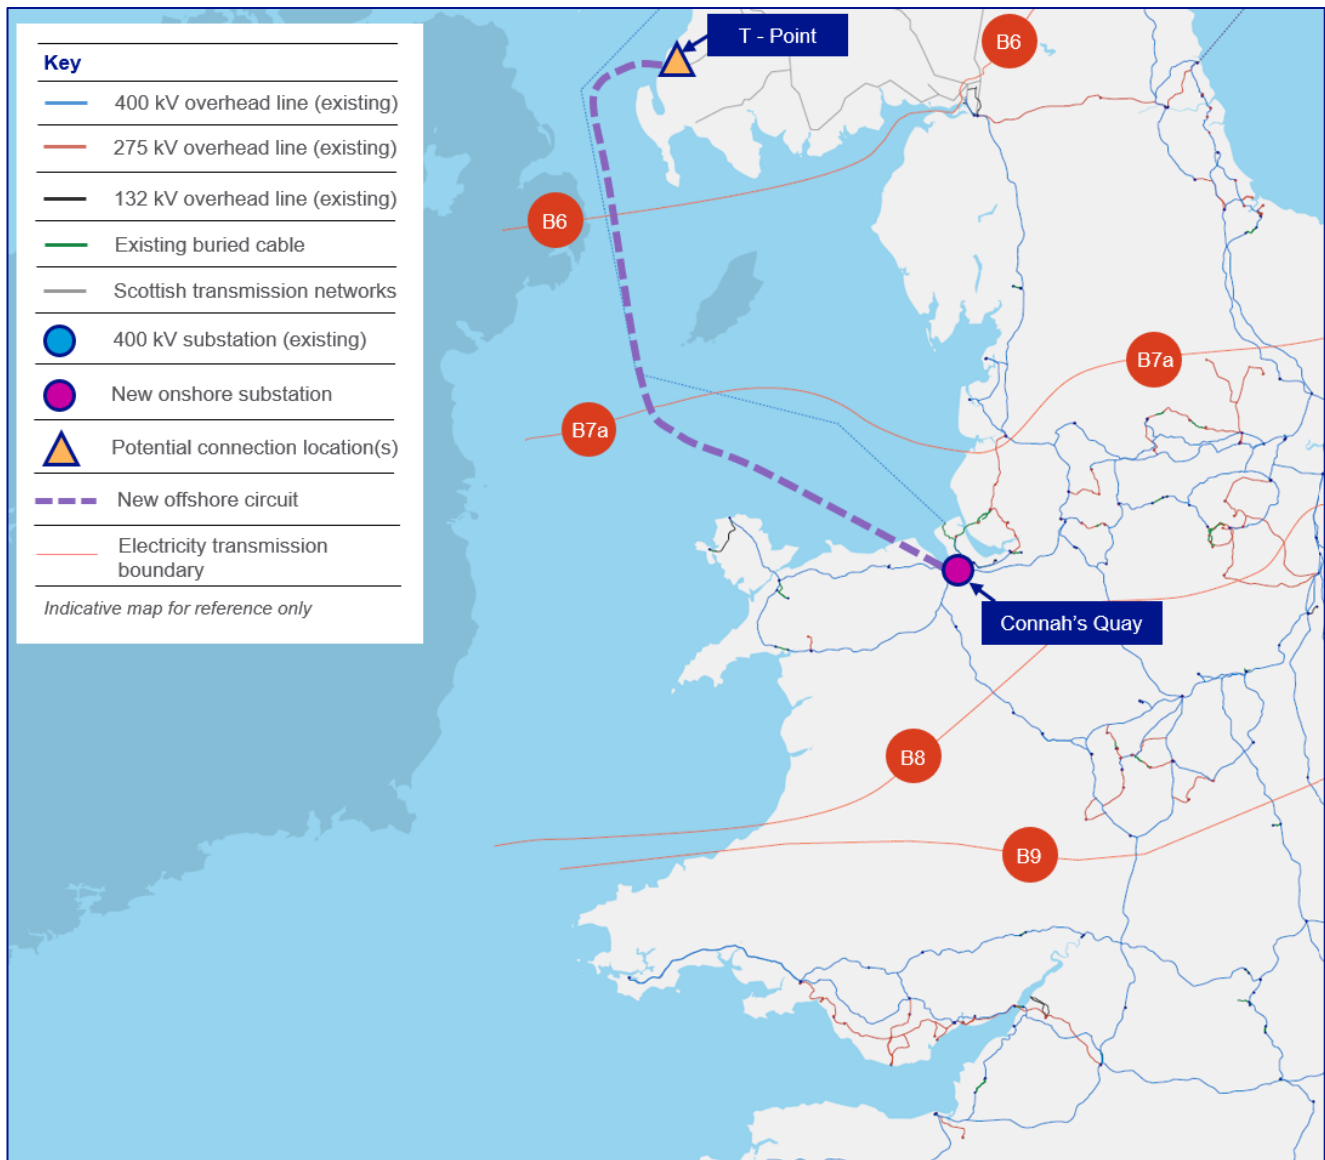 T - Point
B6
Key
400 kV overhead line (existing)
275 kV overhead line (existing)
132 kV overhead line (existing)
Existing buried cable
Scottish transmission networks
400 kV substation (existing)
New onshore substation
Potential connection location(s)
New offshore circuit
Electricity transmission
boundary
Indicative map for reference only
B6
B7a
B7a
Connah's Quay
B8
B9